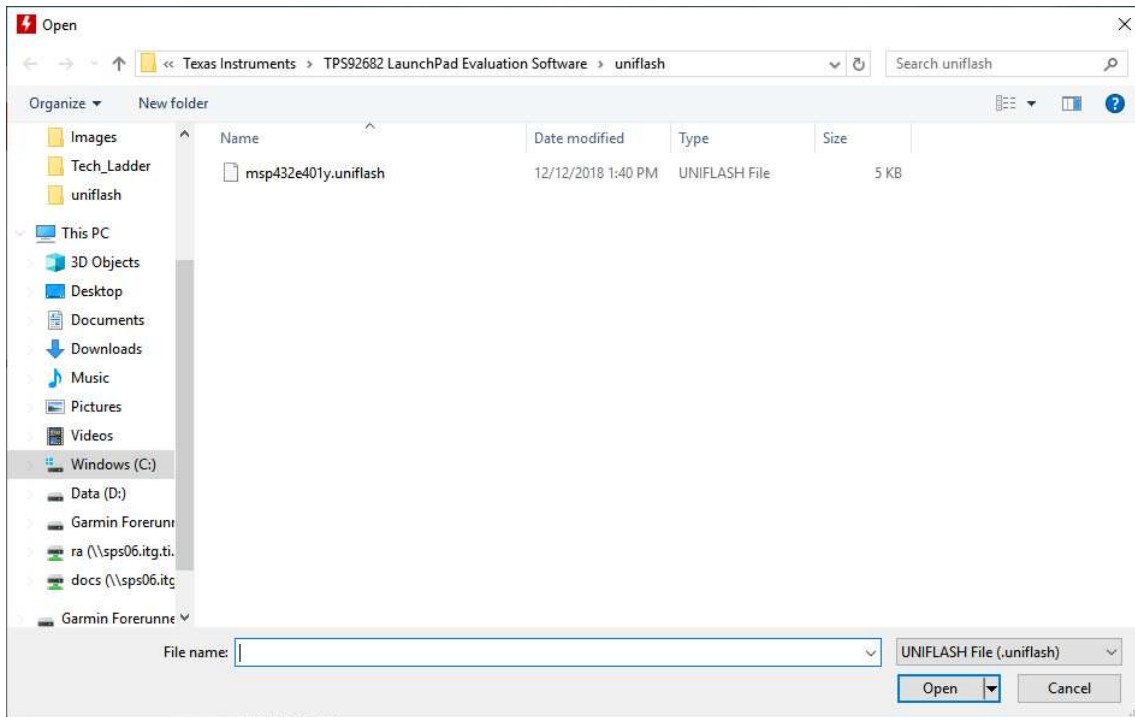 Open
« Texas Instruments › TPS92682 LaunchPad Evaluation Software › uniflash
Search uniflash
Organize New folder
Name Date modified Type Size
msp432e401y.uniflash 12/12/2018 1:40 PM UNIFLASH File 5 KB
Images
Tech_Ladder
uniflash
This PC
3D Objects
Desktop
Documents
Downloads
Music
Pictures
Videos
Windows (C:)
Data (D:)
Garmin Forerunr
ra (\\sps06.itg.ti.
docs (\\sps06.itg
Garmin Forerunne
File name: UNIFLASH File (.uniflash)
Open Cancel